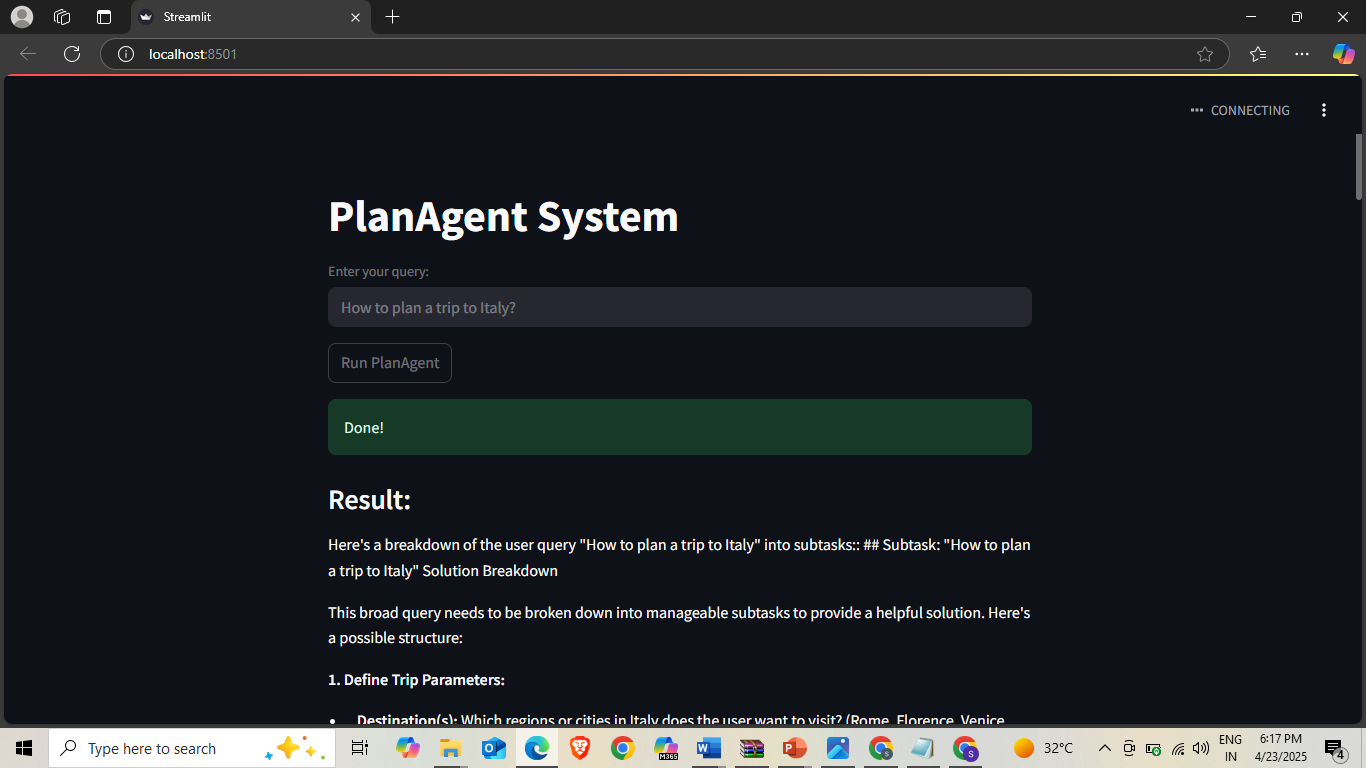 Streamlit
localhost:8501
CONNECTING
PlanAgent System
Enter your query:
How to plan a trip to Italy?
Run PlanAgent
Done!
Result:
Here's a breakdown of the user query "How to plan a trip to Italy" into subtasks:: ## Subtask: "How to plan
a trip to Italy" Solution Breakdown
This broad query needs to be broken down into manageable subtasks to provide a helpful solution. Here's
a possible structure:
1. Define Trip Parameters:
Destination(s): Which regions or cities in Italy does the user want to visit? (Rome, Florence, Venice,
Type here to search
M365
S
S
32°C
ENG
IN
6:17 PM
4/23/2025
4